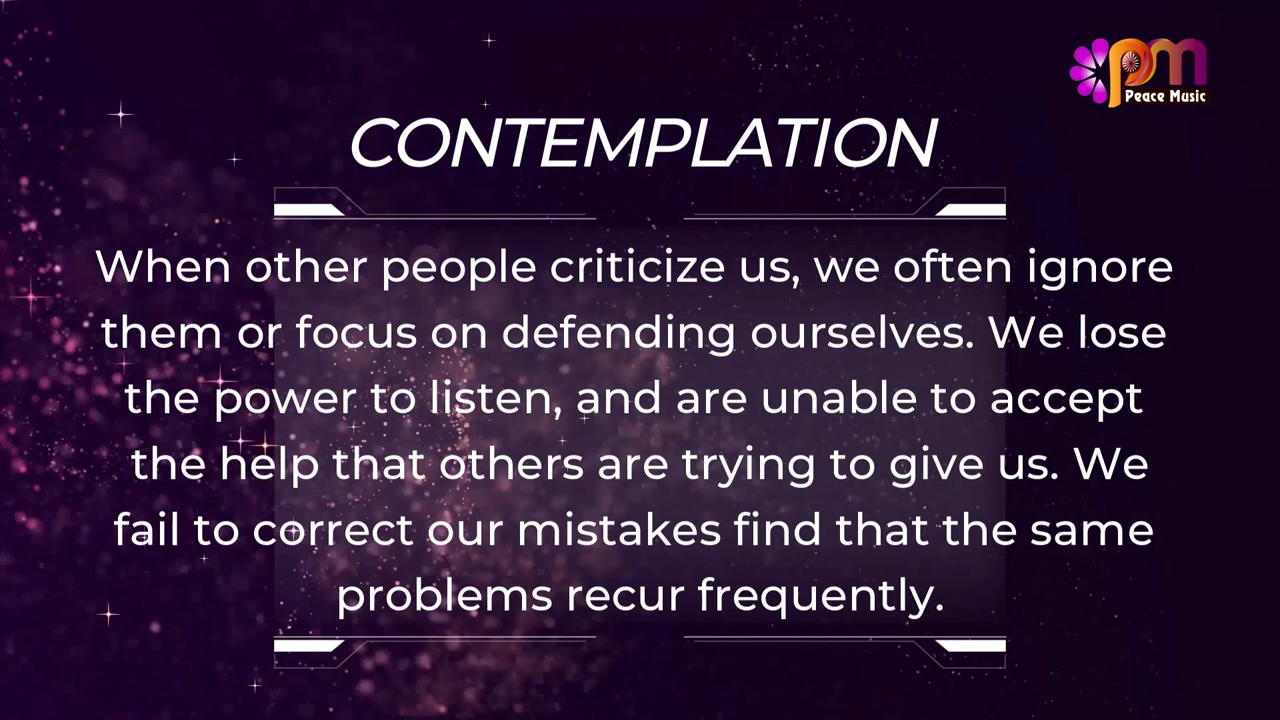 pm
Peace Music
CONTEMPLATION
When other people criticize us, we often ignore
them or focus on defending ourselves. We lose
the power to listen, and are unable to accept
the help that others are trying to give us. We
fail to correct our mistakes find that the same
problems recur frequently.